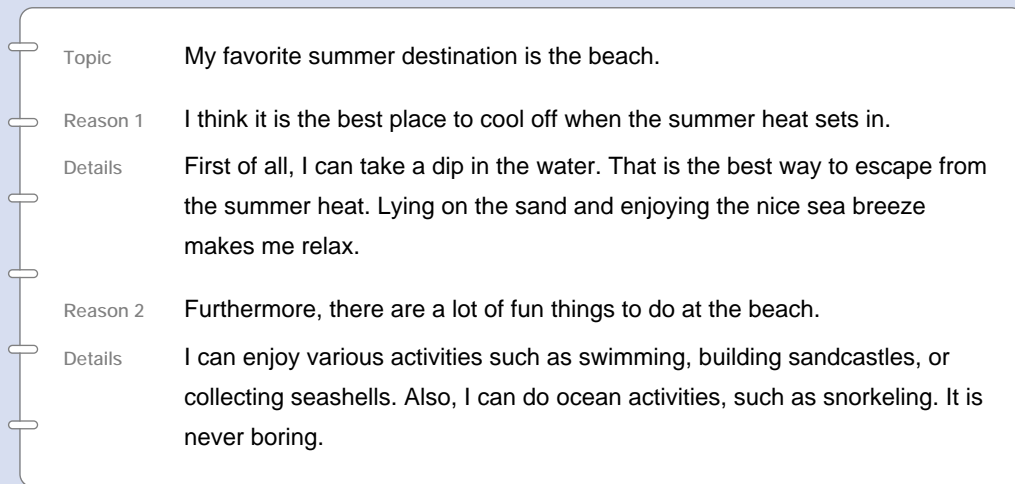 Topic My favorite summer destination is the beach.
Reason 1 I think it is the best place to cool off when the summer heat sets in.
Details First of all, I can take a dip in the water. That is the best way to escape from
the summer heat. Lying on the sand and enjoying the nice sea breeze
makes me relax.
Reason 2 Furthermore, there are a lot of fun things to do at the beach.
Details I can enjoy various activities such as swimming, building sandcastles, or
collecting seashells. Also, I can do ocean activities, such as snorkeling. It is
never boring.